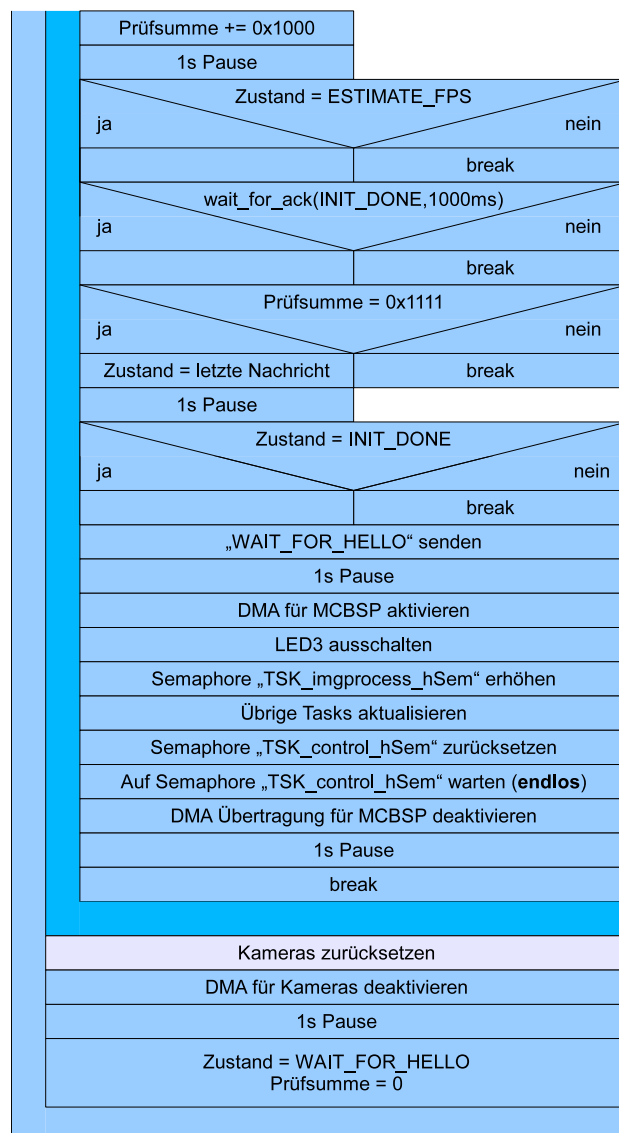 Prüfsumme += 0x1000
1s Pause
Zustand = ESTIMATE_FPS
ja nein
break
wait_for_ack(INIT_DONE,1000ms)
ja nein
break
Prüfsumme = 0x1111
ja nein
Zustand = letzte Nachricht break
1s Pause
Zustand = INIT_DONE
ja nein
break
„WAIT_FOR_HELLO“ senden
1s Pause
DMA für MCBSP aktivieren
LED3 ausschalten
Semaphore „TSK_imgprocess_hSem“ erhöhen
Übrige Tasks aktualisieren
Semaphore „TSK_control_hSem“ zurücksetzen
Auf Semaphore „TSK_control_hSem“ warten (endlos)
DMA Übertragung für MCBSP deaktivieren
1s Pause
break
Kameras zurücksetzen
DMA für Kameras deaktivieren
1s Pause
Zustand = WAIT_FOR_HELLO
Prüfsumme = 0